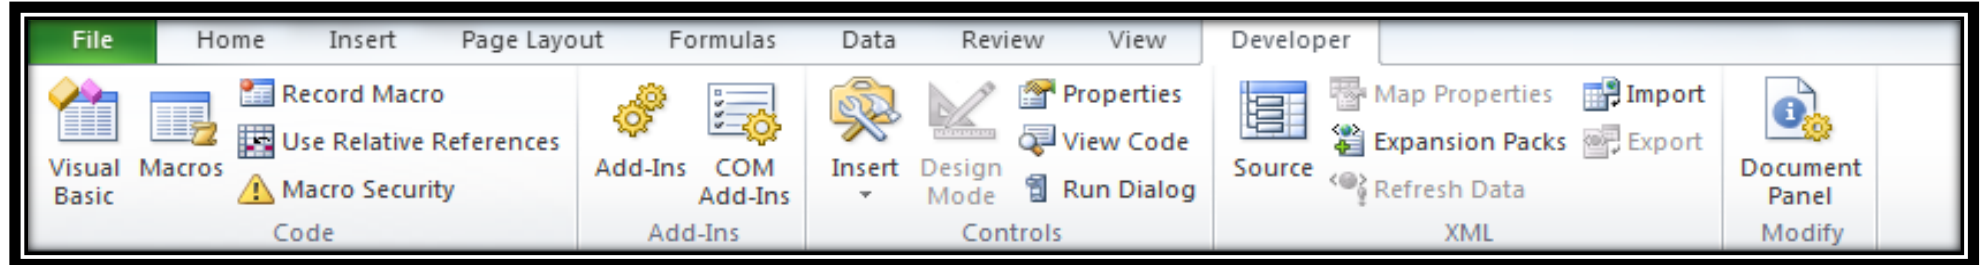 File Home Insert Page Layout Formulas Data Review View Developer
Visual
Basic
Macros
Record Macro
Use Relative References
Macro Security
Code
Add-Ins
COM
Add-Ins
Add-Ins
Insert
Design
Mode
Properties
View Code
Run Dialog
Controls
Source
Map Properties
Expansion Packs
Refresh Data
Import
Export
XML
Document
Panel
Modify